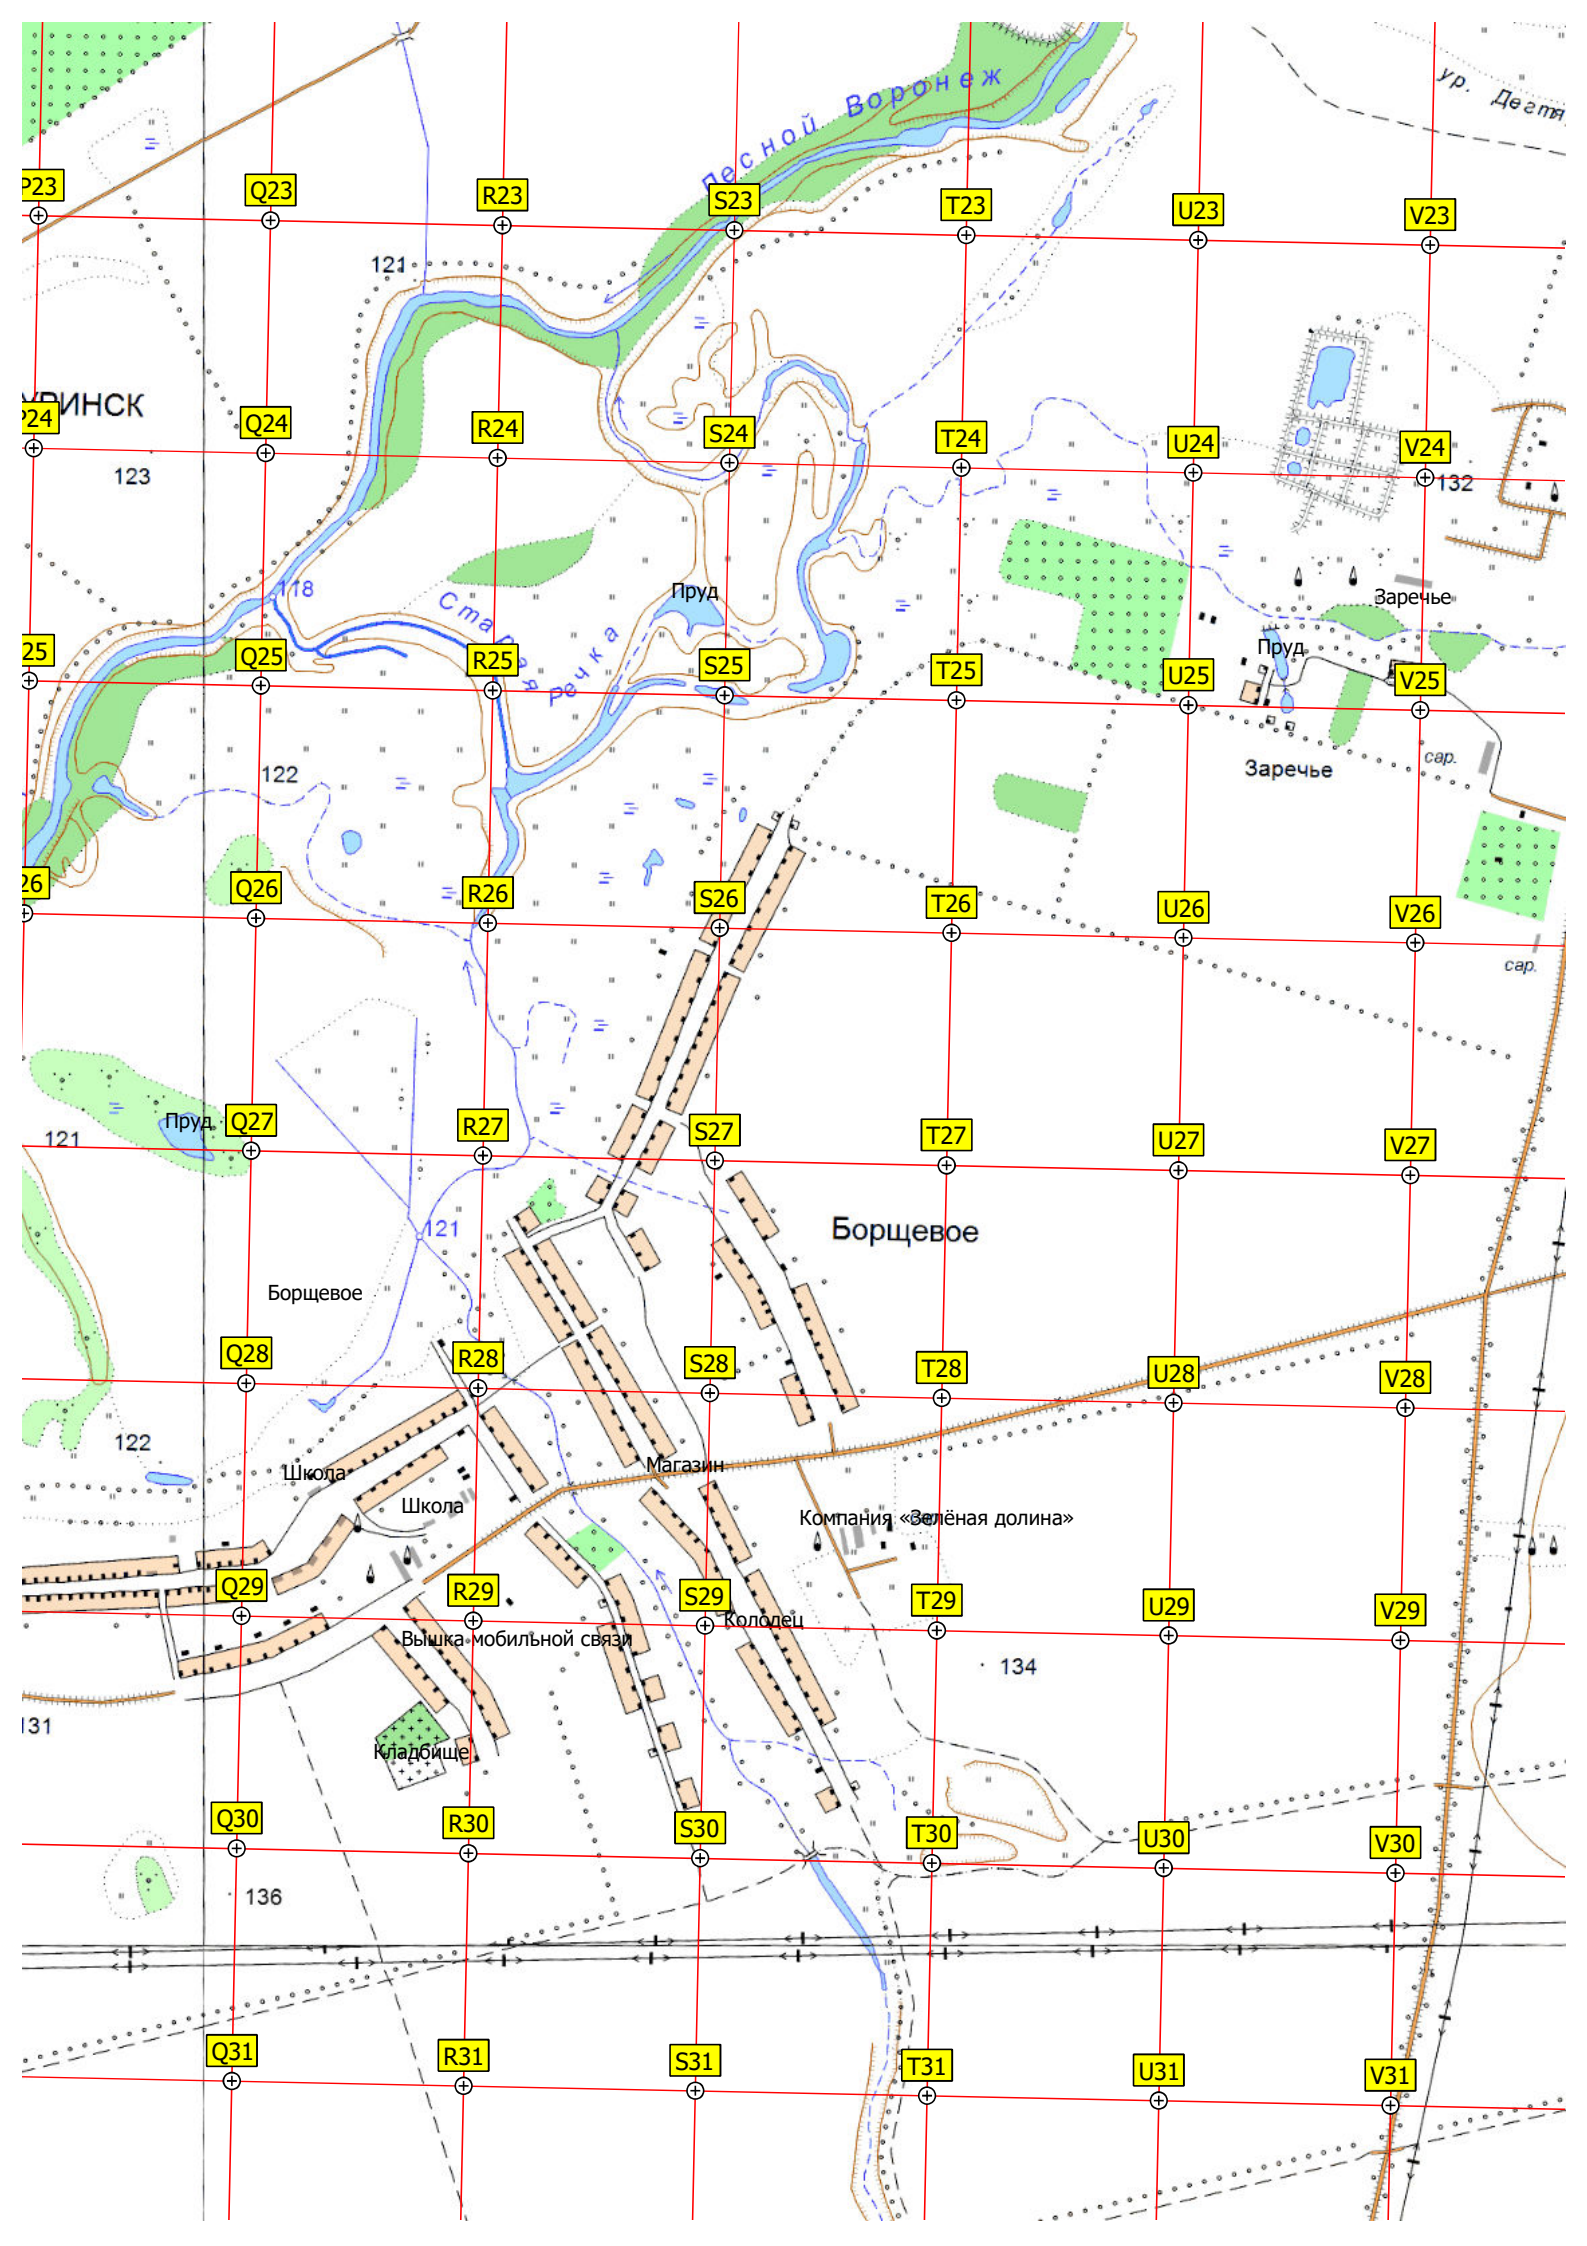 Лесной Воронеж
ур. Дегтя
P23
Q23
R23
S23
T23
U23
V23
121
УРИНСК
P24
Q24
R24
S24
T24
U24
V24
123
132
118
Старая
Речка
Пруд
Заречье
Пруд
25
Q25
R25
S25
T25
U25
V25
122
Заречье
сар.
26
Q26
R26
S26
T26
U26
V26
сар.
Пруд
121
Q27
R27
S27
T27
U27
V27
121
Борщевое
Борщевое
Q28
R28
S28
T28
U28
V28
122
Школа
Магазин
Школа
Компания «Зелёная долина»
Q29
R29
S29
T29
U29
V29
Колодец
Вышка мобильной связи
134
131
Кладбище
Q30
R30
S30
T30
U30
V30
136
Q31
R31
S31
T31
U31
V31